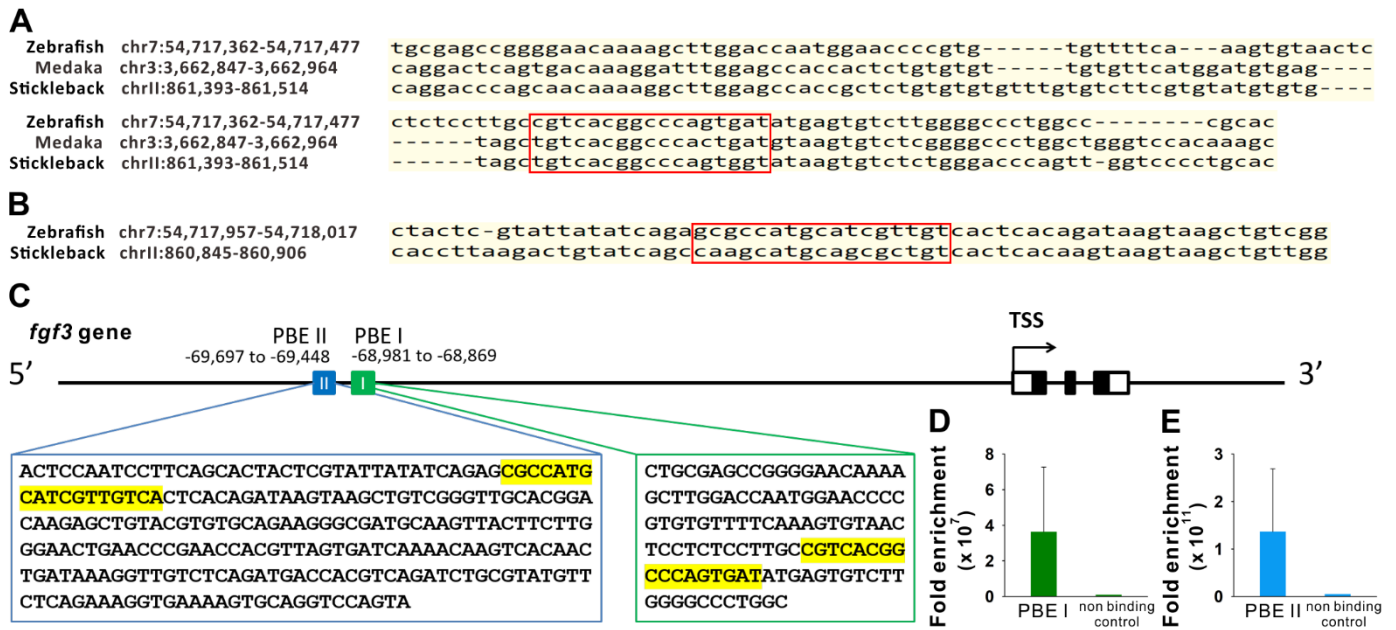 A
Zebrafish chr7:54,717,362-54,717,477 tgcgagccggggaacaaaagcttggaccaatggaaccccgtg------tgttttca---aagtgtaactc
Medaka chr3:3,662,847-3,662,964 caggactcagtgacaaaggatttggagccaccactctgtgtgt------tgtgttcatggatgtgag----
Stickleback chrII:861,393-861,514 caggacccagcaacaaaggcttggagccaccgctctgtgtgtgtttgtgtcttcgtgtatgtgtg----
Zebrafish chr7:54,717,362-54,717,477 ctctccttgccgtcacggcccagtgatatgagtgtcttggggccctggcc--------cgcac
Medaka chr3:3,662,847-3,662,964 ------tagctgtcacggcccactgatgtaagtgtctcggggccctggctgggtccacaaagc
Stickleback chrII:861,393-861,514 ------tagctgtcacggcccagtggtataagtgtctctgggacccagtt-ggtcccctgcac
B
Zebrafish chr7:54,717,957-54,718,017 ctactc-gtattatatcagagcgccatgcatcgttgtcactcacagataagtaagctgtcgg
Stickleback chrII:860,845-860,906 caccttaagactgtatcagccaagcatgcagcgctgtcactcacaagtaagtaagctgttgg
C
fgf3 gene
PBE II PBE I
-69,697 to -69,448 -68,981 to -68,869
TSS
5' II I 3'
ACTCCAATCCTTCAGCACTACTCGTATTATATCAGAGCGCCATG
CATCGTTGTCACTCACAGATAAGTAAGCTGTCGGGTTGCACGGA
CAAGAGCTGTACGTGTGCAGAAGGGCGATGCAAGTTACTTCTTG
GGAACTGAACCCGAACCACGTTAGTGATCAAAACAAGTCACAAC
TGATAAAGGTTGTCTCAGATGACCACGTCAGATCTGCGTATGTT
CTCAGAAAGGTGAAAAGTGCAGGTCCAGTA
CTGCGAGCCGGGGAACAAAA
GCTTGGACCAATGGAACCCC
GTGTGTTTTCAAAGTGTAAC
TCCTCTCCTTGCCGTCACGG
CCCAGTGATATGAGTGTCTT
GGGGCCCTGGC
D
Fold enrichment
(x 10⁷)
8
6
4
2
0
PBE I non binding
control
E
Fold enrichment
(x 10¹¹)
3
2
1
0
PBE II non binding
control